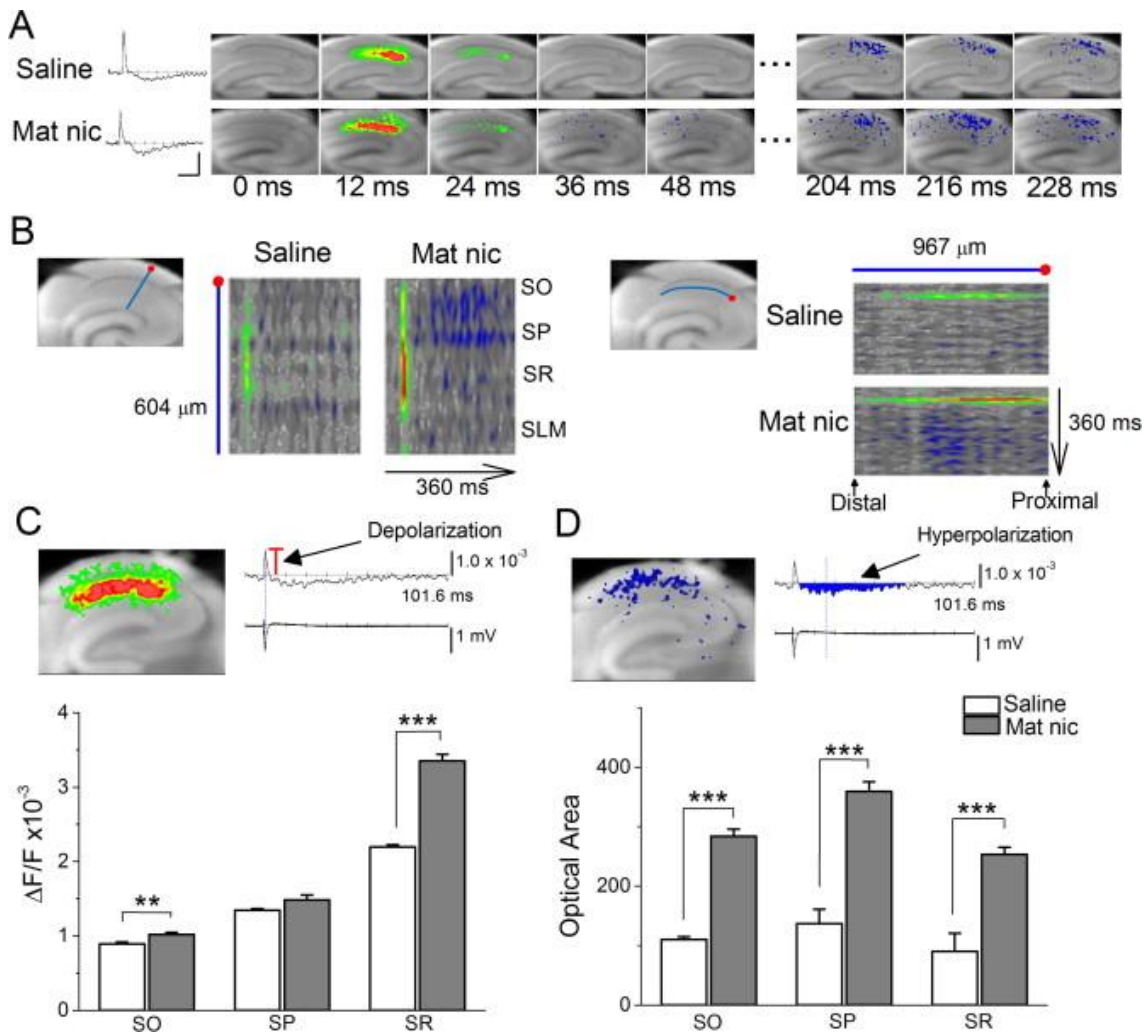 A
Saline
Mat nic
0 ms 12 ms 24 ms 36 ms 48 ms 204 ms 216 ms 228 ms
B
Saline Mat nic
SO
SP
SR
SLM
604 μm
360 ms
967 μm
Saline
Mat nic
360 ms
Distal Proximal
C
Depolarization
1.0 x 10⁻³
101.6 ms
1 mV
ΔF/F x10⁻³
4
3
2
1
0
**
***
SO SP SR
D
Hyperpolarization
1.0 x 10⁻³
101.6 ms
1 mV
Saline
Mat nic
Optical Area
400
200
0
***
***
***
SO SP SR